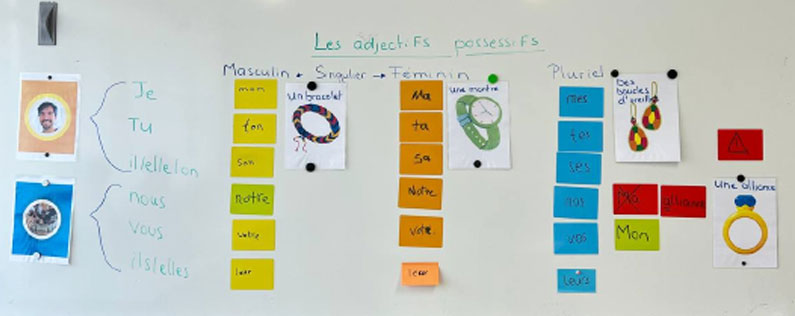 Les adjectifs possessifs
Masculin ← Singulier → Féminin Pluriel
Je mon Ma mes
Un bracelet Une montre Des boucles d'oreille
Tu ton ta tes
il/elle/on son Sa ses
nous notre Notre nos Ma alliance
Une alliance
vous votre votre vos Mon
ils/elles leur leur leurs